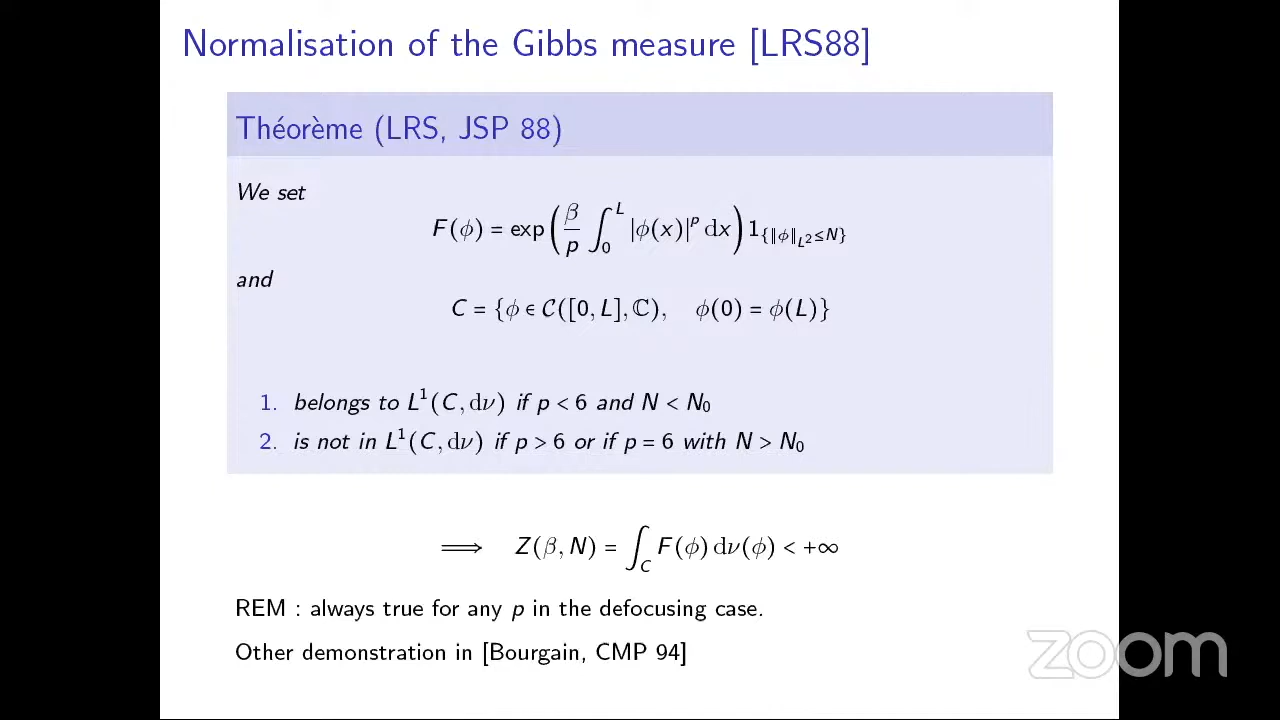 Normalisation of the Gibbs measure [LRS88]
Théorème (LRS, JSP 88)
We set
F(ϕ) = exp(β/p ∫₀ᴸ |ϕ(x)|ᵖ dx) 1_{‖ϕ‖_{L²} ≤ N}
and
C = {ϕ ∈ 𝒞([0, L], ℂ), ϕ(0) = ϕ(L)}
1. belongs to L¹(C, dν) if p < 6 and N < N₀
2. is not in L¹(C, dν) if p > 6 or if p = 6 with N > N₀
⟹ Z(β, N) = ∫_C F(ϕ) dν(ϕ) < +∞
REM : always true for any p in the defocusing case.
Other demonstration in [Bourgain, CMP 94]
zoom